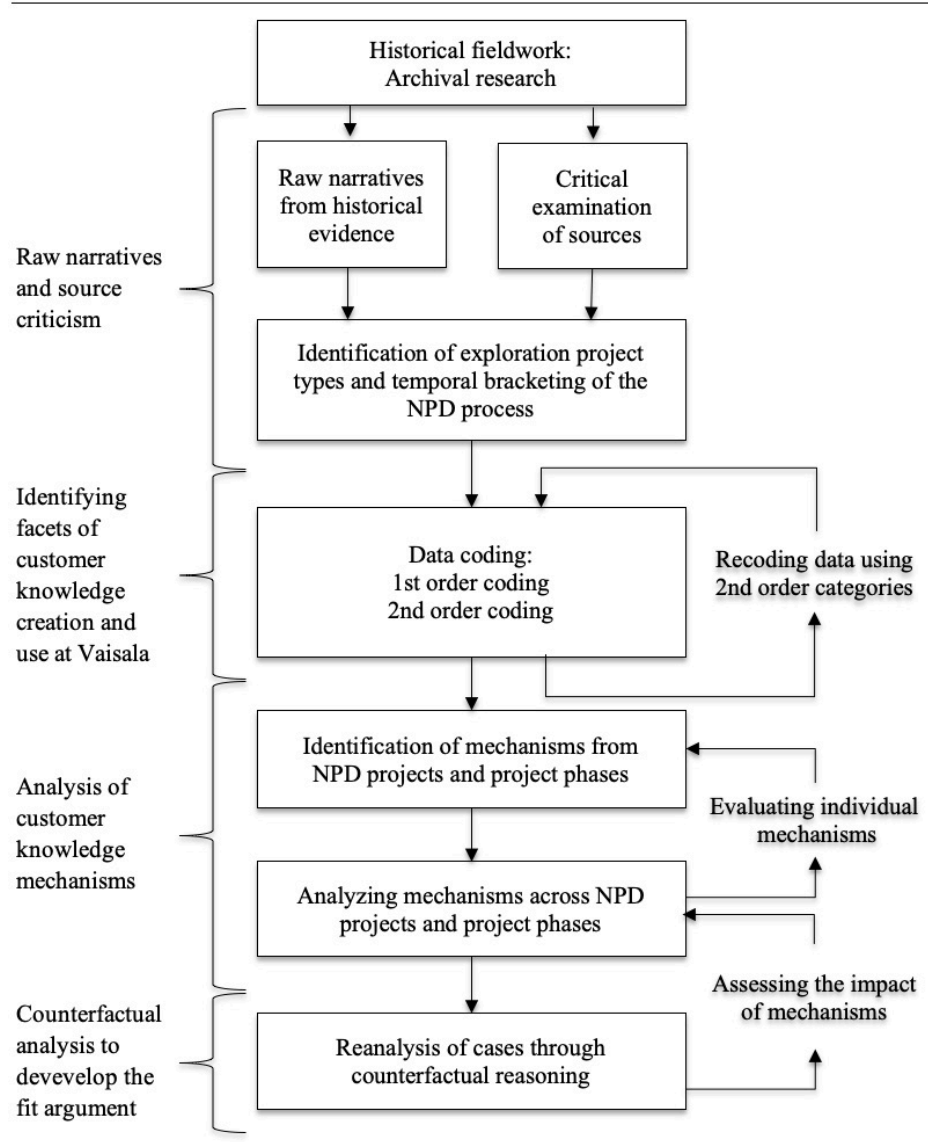 Historical fieldwork:
Archival research
Raw narratives
from historical
evidence
Critical
examination
of sources
Raw narratives
and source
criticism
Identification of exploration project
types and temporal bracketing of the
NPD process
Identifying
facets of
customer
knowledge
creation and
use at Vaisala
Data coding:
1st order coding
2nd order coding
Recoding data using
2nd order categories
Identification of mechanisms from
NPD projects and project phases
Analysis of
customer
knowledge
mechanisms
Evaluating individual
mechanisms
Analyzing mechanisms across NPD
projects and project phases
Assessing the impact
of mechanisms
Counterfactual
analysis to
devevelop the
fit argument
Reanalysis of cases through
counterfactual reasoning